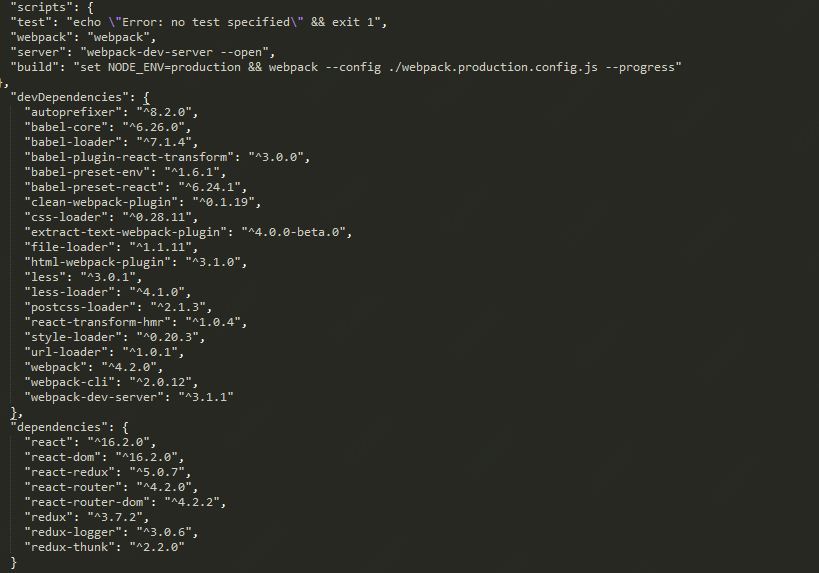 "scripts": {
"test": "echo \"Error: no test specified\" && exit 1",
"webpack": "webpack",
"server": "webpack-dev-server --open",
"build": "set NODE_ENV=production && webpack --config ./webpack.production.config.js --progress"
},
"devDependencies": {
"autoprefixer": "^8.2.0",
"babel-core": "^6.26.0",
"babel-loader": "^7.1.4",
"babel-plugin-react-transform": "^3.0.0",
"babel-preset-env": "^1.6.1",
"babel-preset-react": "^6.24.1",
"clean-webpack-plugin": "^0.1.19",
"css-loader": "^0.28.11",
"extract-text-webpack-plugin": "^4.0.0-beta.0",
"file-loader": "^1.1.11",
"html-webpack-plugin": "^3.1.0",
"less": "^3.0.1",
"less-loader": "^4.1.0",
"postcss-loader": "^2.1.3",
"react-transform-hmr": "^1.0.4",
"style-loader": "^0.20.3",
"url-loader": "^1.0.1",
"webpack": "^4.2.0",
"webpack-cli": "^2.0.12",
"webpack-dev-server": "^3.1.1"
},
"dependencies": {
"react": "^16.2.0",
"react-dom": "^16.2.0",
"react-redux": "^5.0.7",
"react-router": "^4.2.0",
"react-router-dom": "^4.2.2",
"redux": "^3.7.2",
"redux-logger": "^3.0.6",
"redux-thunk": "^2.2.0"
}